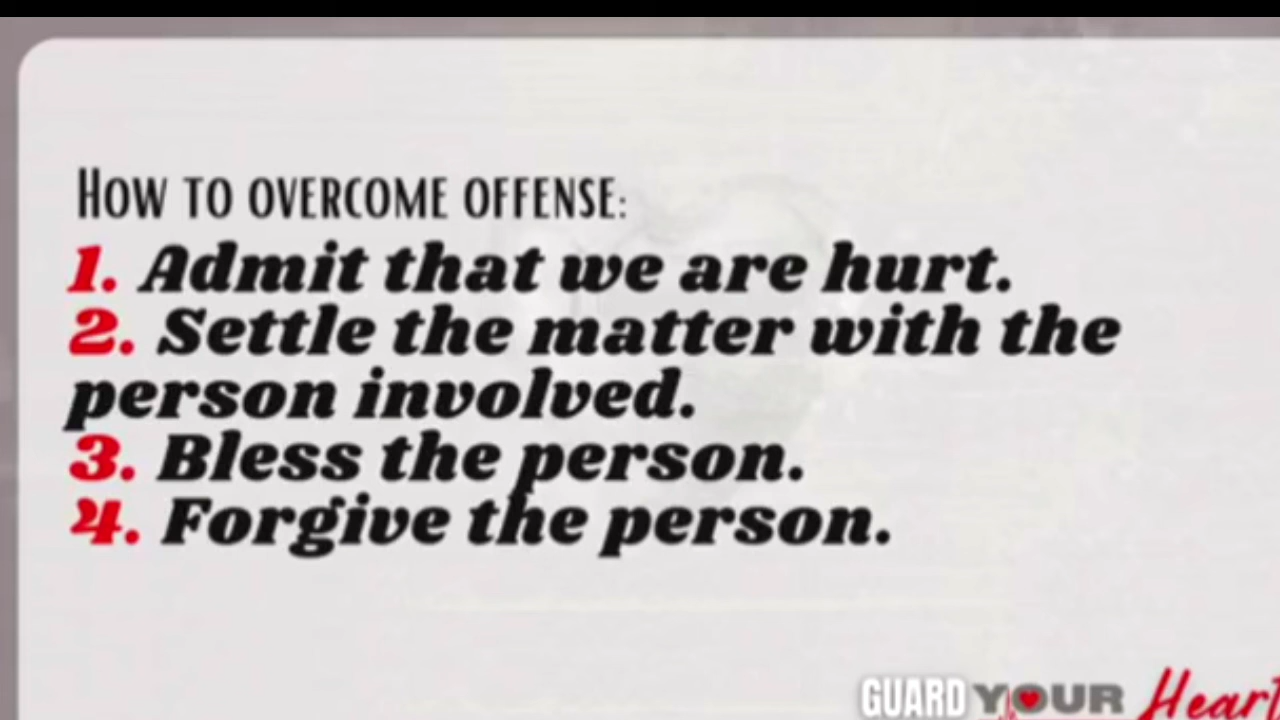 HOW TO OVERCOME OFFENSE:
1. Admit that we are hurt.
2. Settle the matter with the
person involved.
3. Bless the person.
4. Forgive the person.
GUARD YOUR Heart